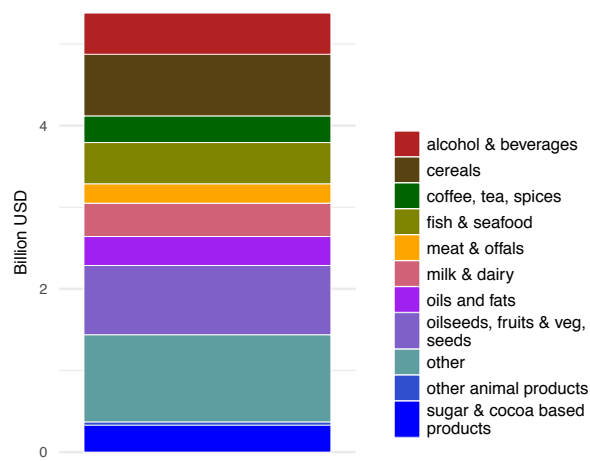 Billion USD
4
2
0
alcohol & beverages
cereals
coffee, tea, spices
fish & seafood
meat & offals
milk & dairy
oils and fats
oilseeds, fruits & veg,
seeds
other
other animal products
sugar & cocoa based
products